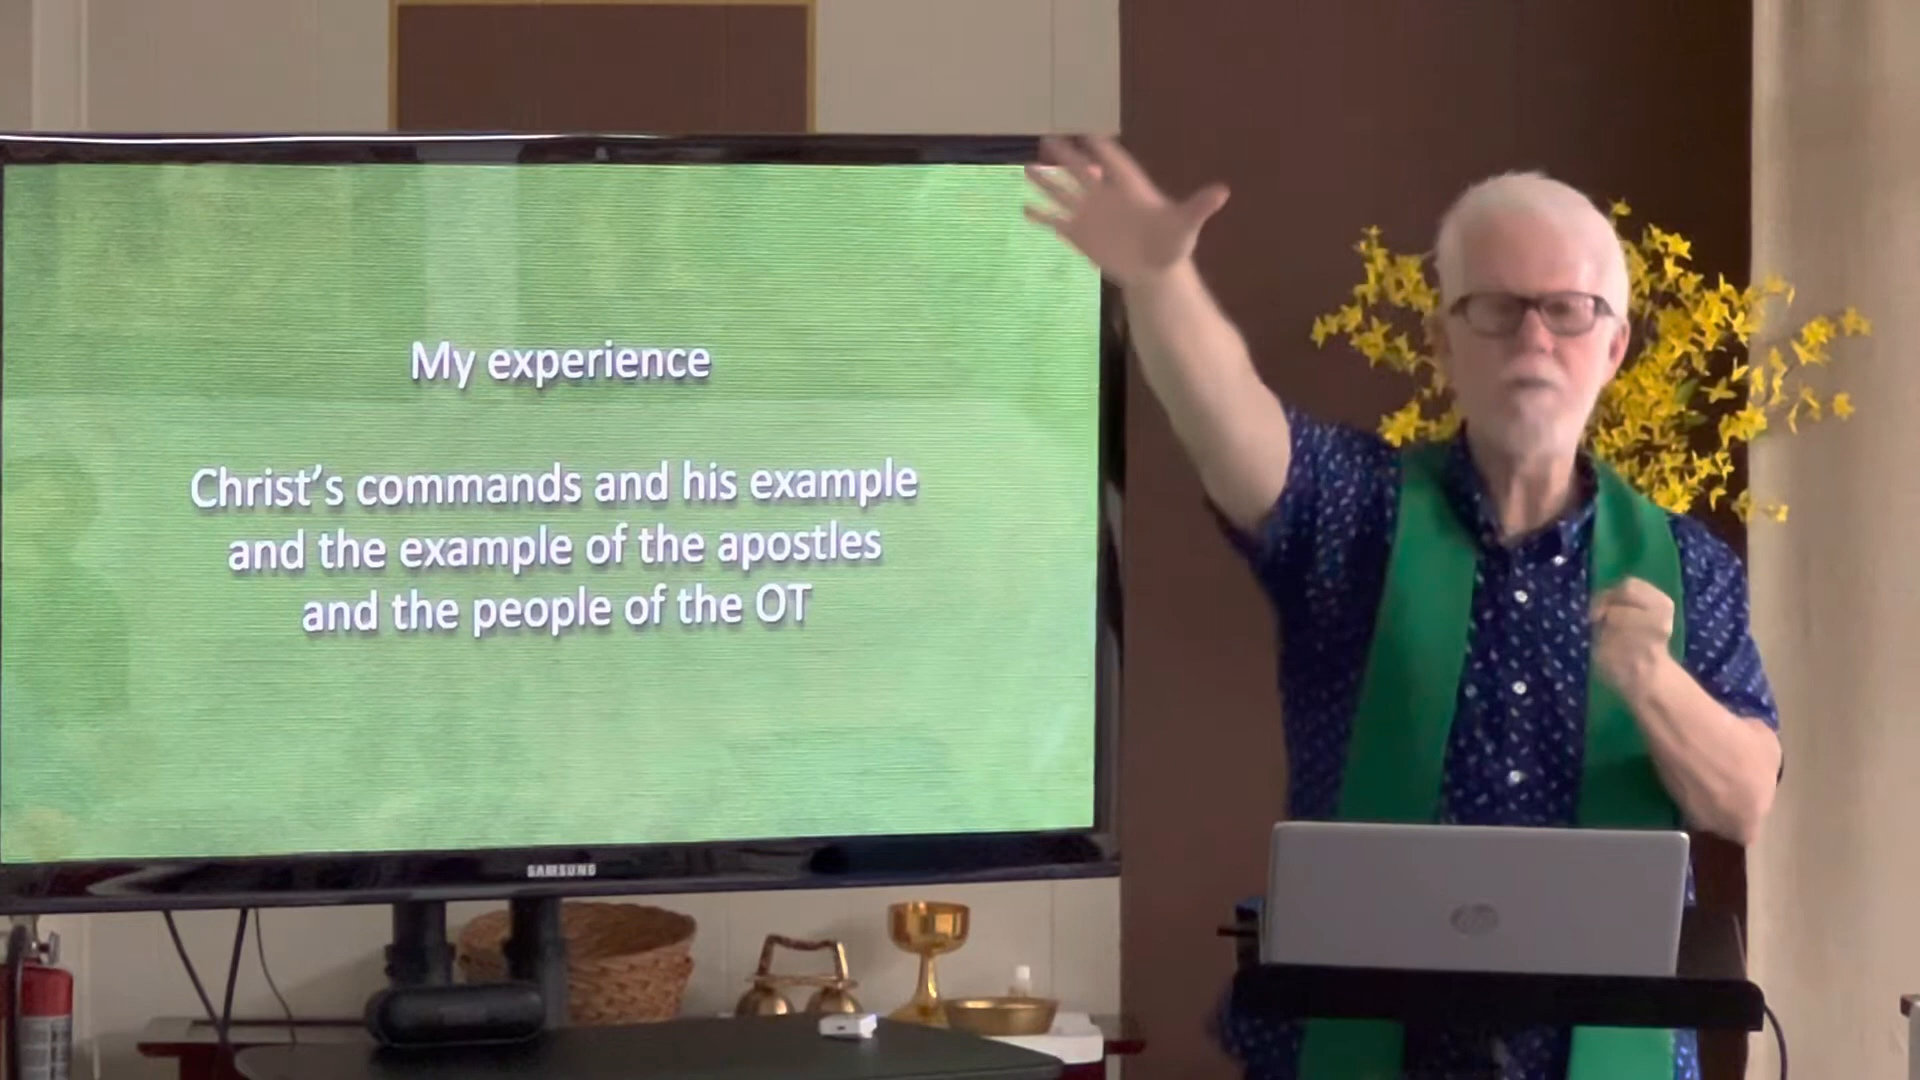 My experience
Christ’s commands and his example
and the example of the apostles
and the people of the OT
SAMSUNG
hp